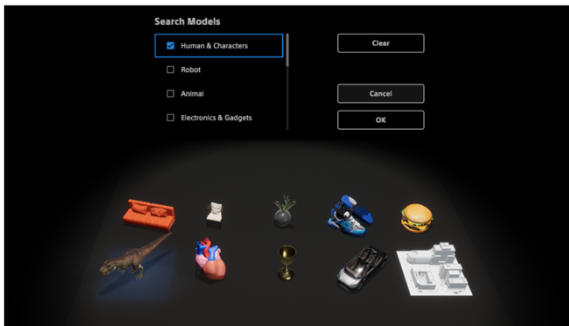 Search Models
Human & Characters
Robot
Animal
Electronics & Gadgets
Clear
Cancel
OK